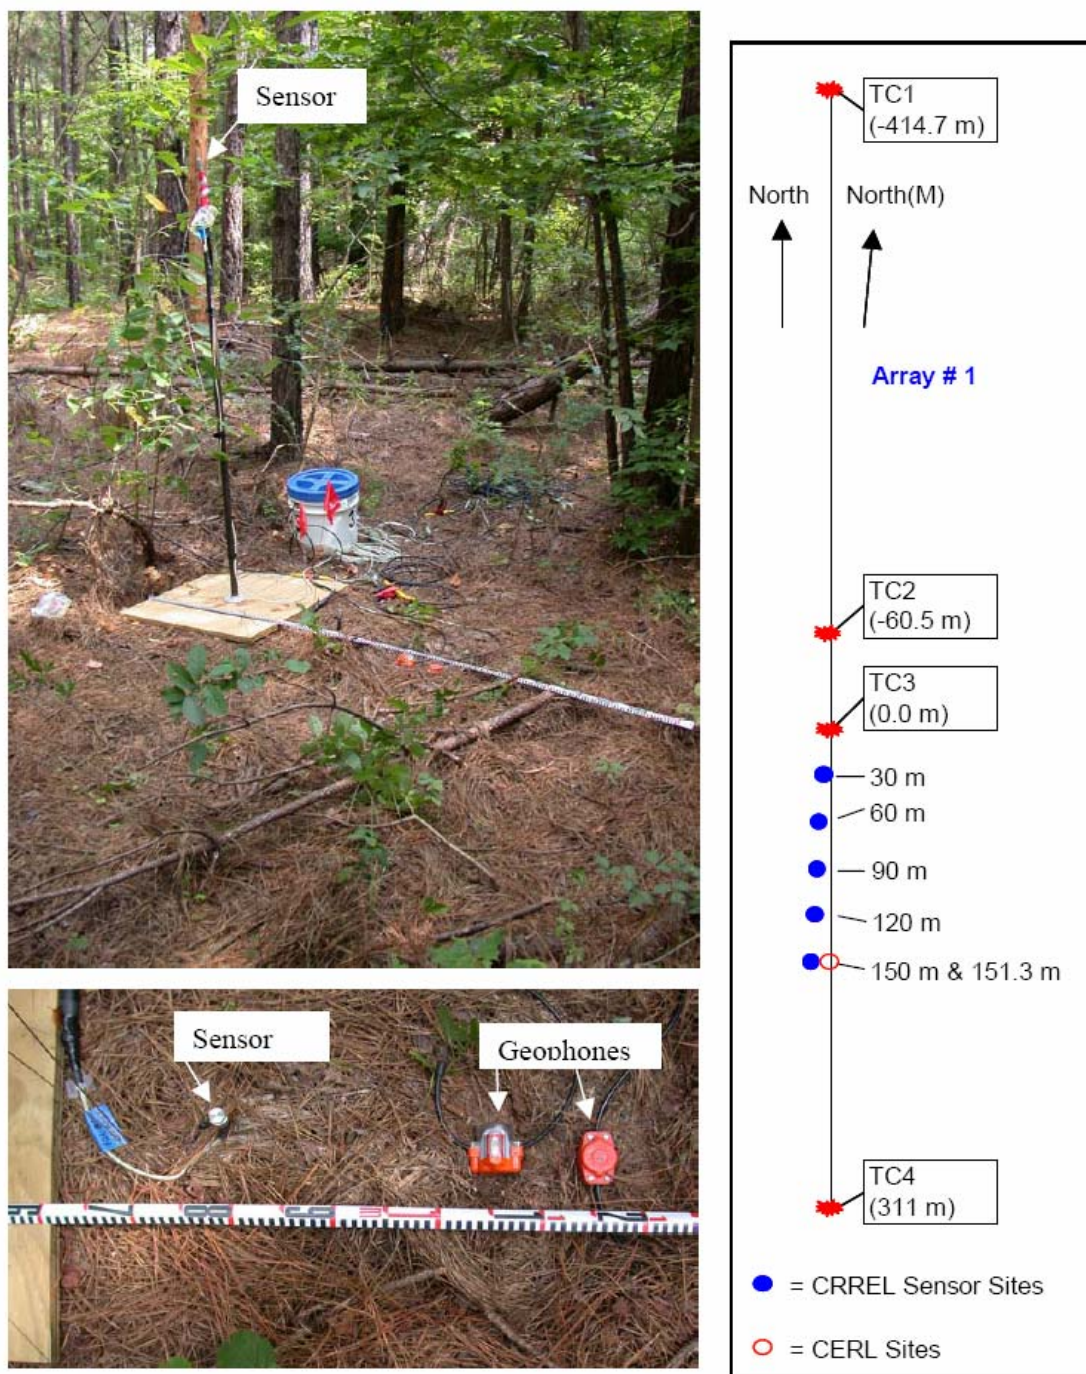 Sensor
Sensor
Geophones
TC1
(-414.7 m)
North
North(M)
Array # 1
TC2
(-60.5 m)
TC3
(0.0 m)
30 m
60 m
90 m
120 m
150 m & 151.3 m
TC4
(311 m)
= CRREL Sensor Sites
= CERL Sites